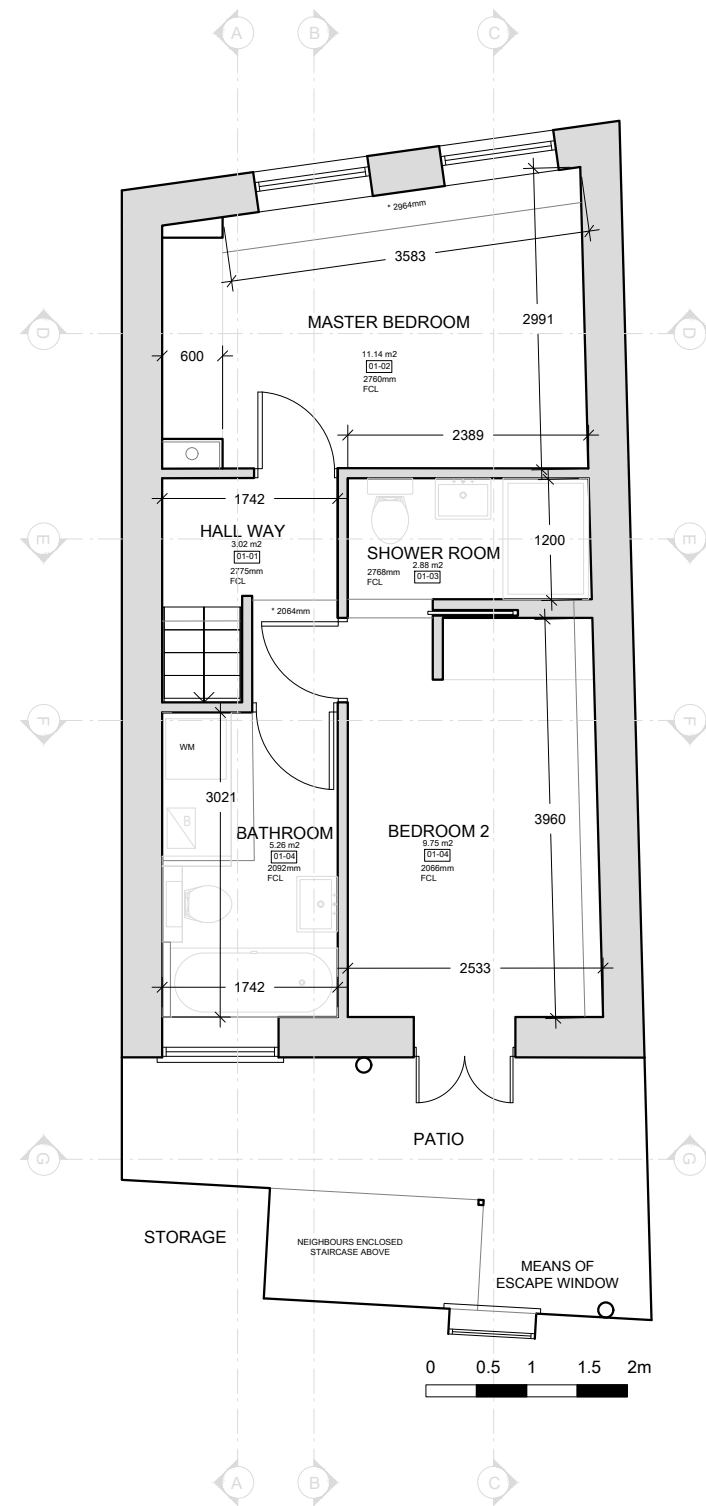 A
B
C
* 2964mm
3583
MASTER BEDROOM
2991
D
D
600
11.14 m2
01-02
2760mm
FCL
2389
1742
HALL WAY
3.02 m2
01-01
2775mm
FCL
E
E
SHOWER ROOM
2768mm
FCL
2.88 m2
01-03
1200
* 2064mm
F
F
WM
3021
B
BATHROOM
5.26 m2
01-04
2092mm
FCL
BEDROOM 2
9.75 m2
01-04
2066mm
FCL
3960
1742
2533
PATIO
G
G
STORAGE
NEIGHBOURS ENCLOSED
STAIRCASE ABOVE
MEANS OF
ESCAPE WINDOW
0 0.5 1 1.5 2m
A
B
C